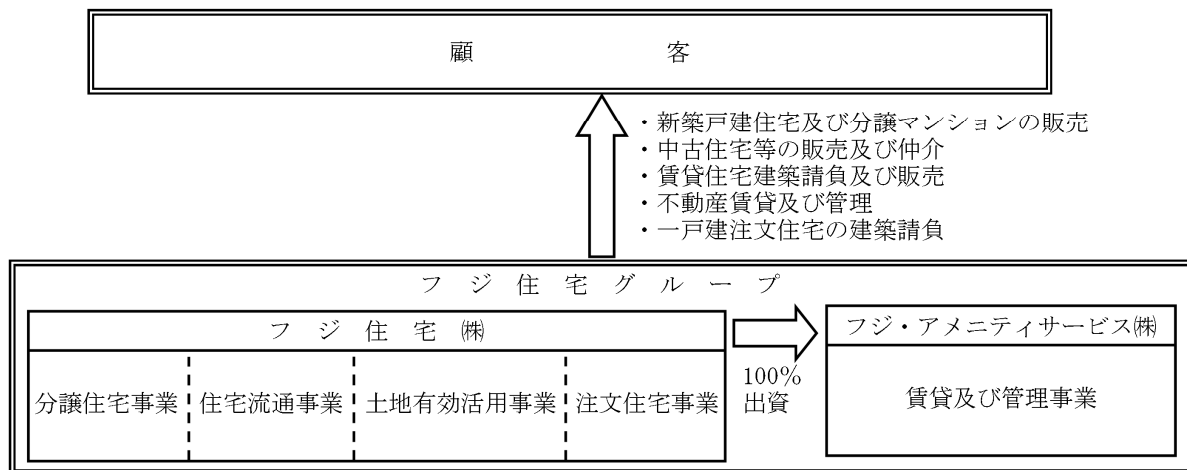 顧客
・新築戸建住宅及び分譲マンションの販売
・中古住宅等の販売及び仲介
・賃貸住宅建築請負及び販売
・不動産賃貸及び管理
・一戸建注文住宅の建築請負
フジ住宅グループ
フジ住宅㈱
分譲住宅事業
住宅流通事業
土地有効活用事業
注文住宅事業
100%
出資
フジ・アメニティサービス㈱
賃貸及び管理事業